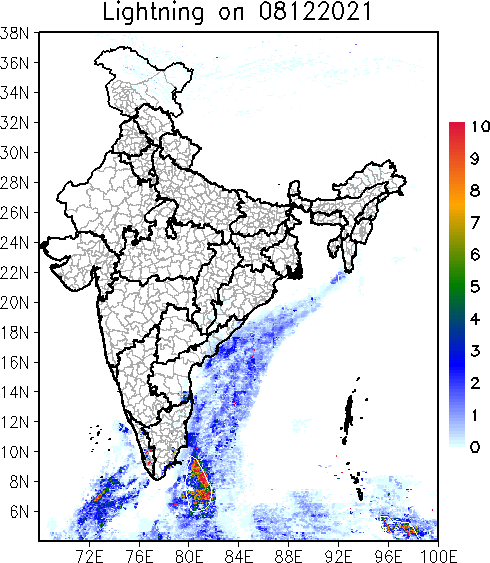 Lightning on 08122021
38N
36N
34N
32N
30N
28N
26N
24N
22N
20N
18N
16N
14N
12N
10N
8N
6N
72E 76E 80E 84E 88E 92E 96E 100E
10
9
8
7
6
5
4
3
2
1
0